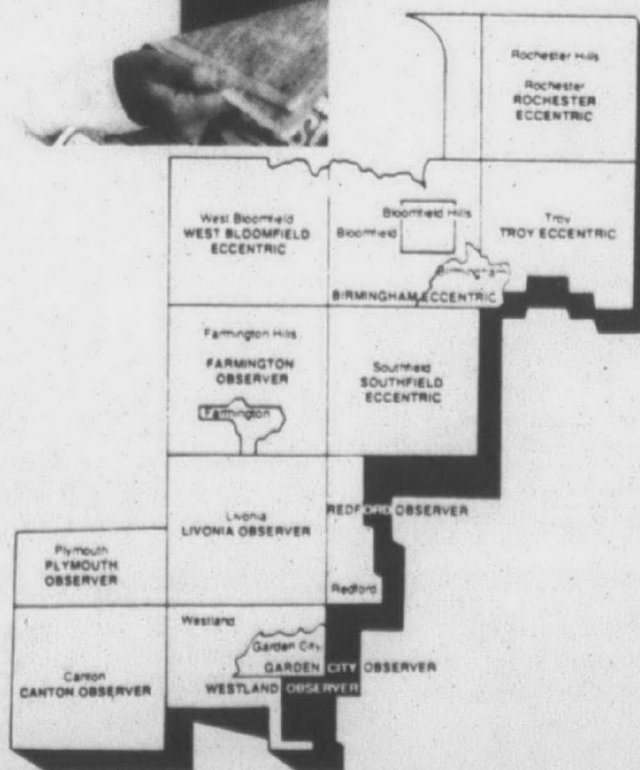 Rochester Hills
Rochester
ROCHESTER
ECCENTRIC
West Bloomfield
WEST BLOOMFIELD
ECCENTRIC
Bloomfield Hills
Bloomfield
Birmingham
BIRMINGHAM ECCENTRIC
Troy
TROY ECCENTRIC
Farmington Hills
FARMINGTON
OBSERVER
Farmington
Southfield
SOUTHFIELD
ECCENTRIC
Livonia
LIVONIA OBSERVER
REDFORD OBSERVER
Redford
Plymouth
PLYMOUTH
OBSERVER
Westland
Garden City
GARDEN CITY OBSERVER
WESTLAND OBSERVER
Canton
CANTON OBSERVER